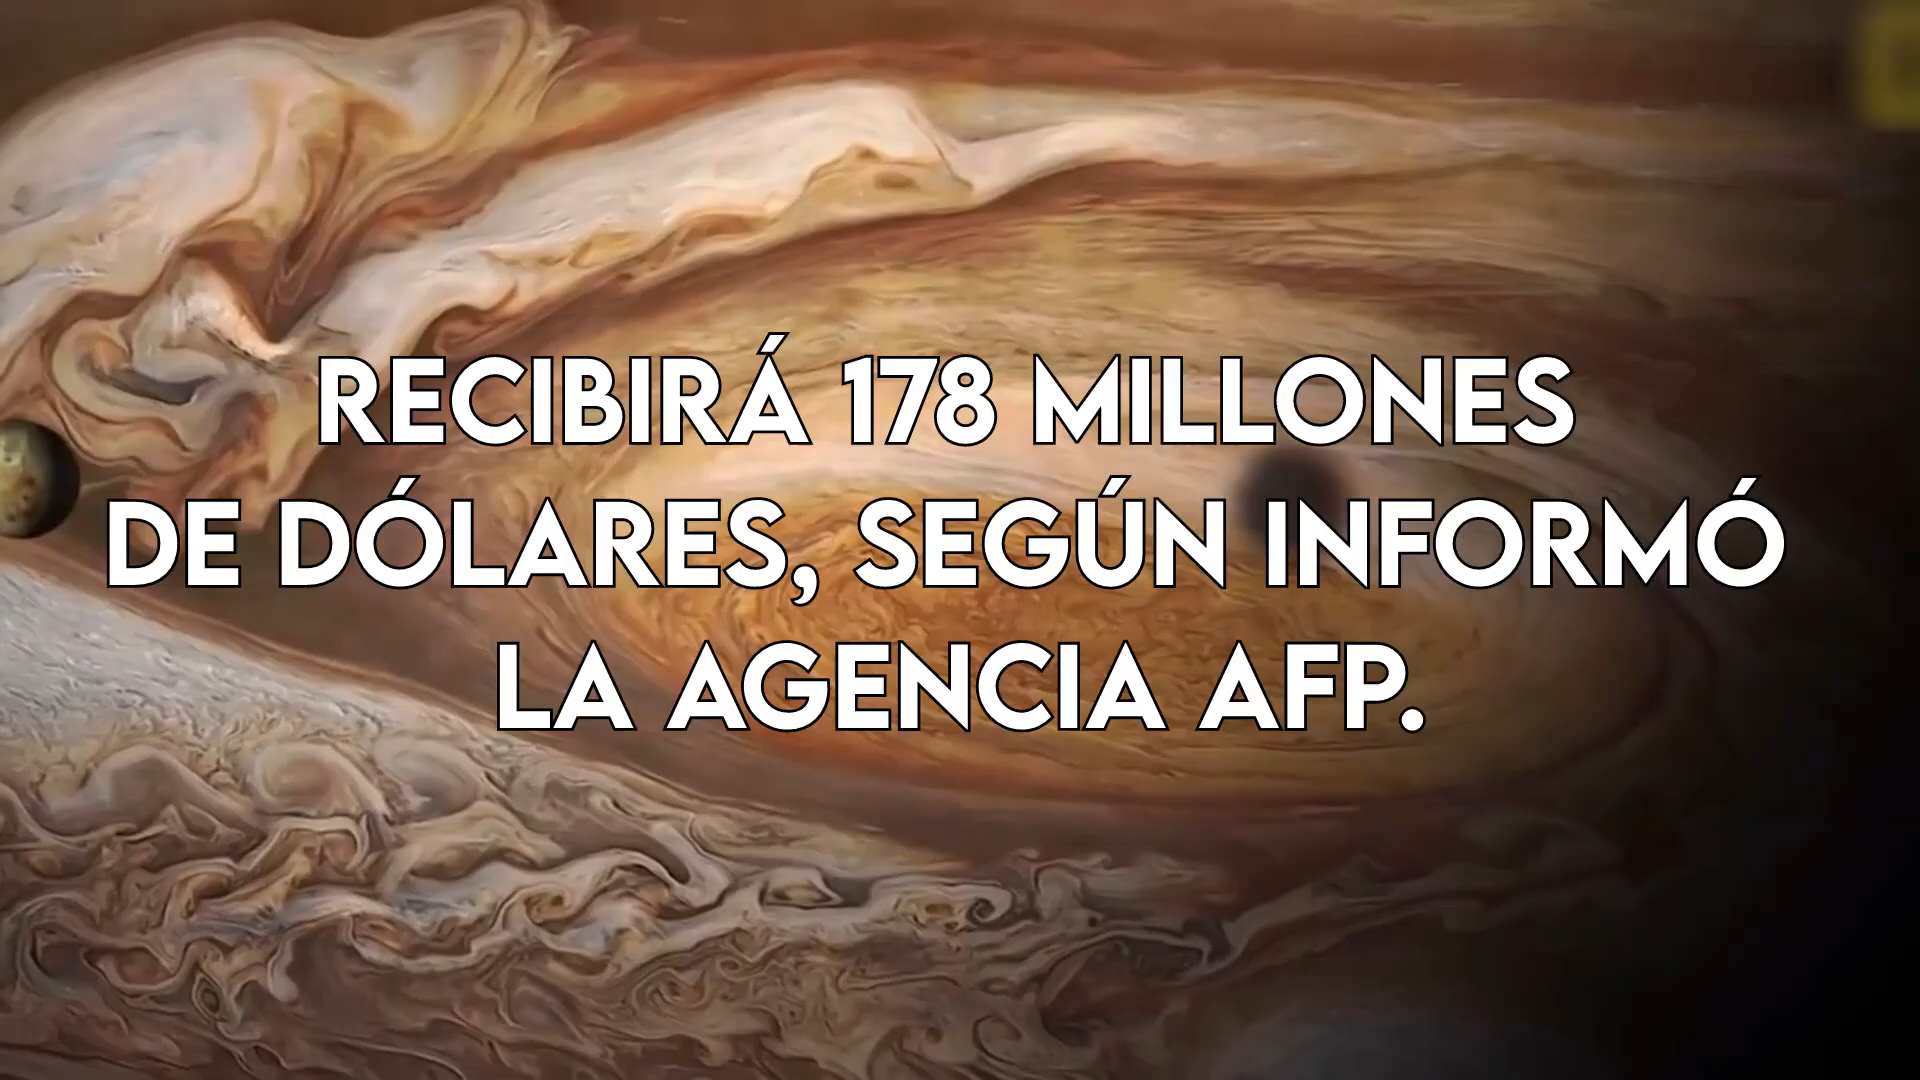 RECIBIRÁ 178 MILLONES
DE DÓLARES, SEGÚN INFORMÓ
LA AGENCIA AFP.